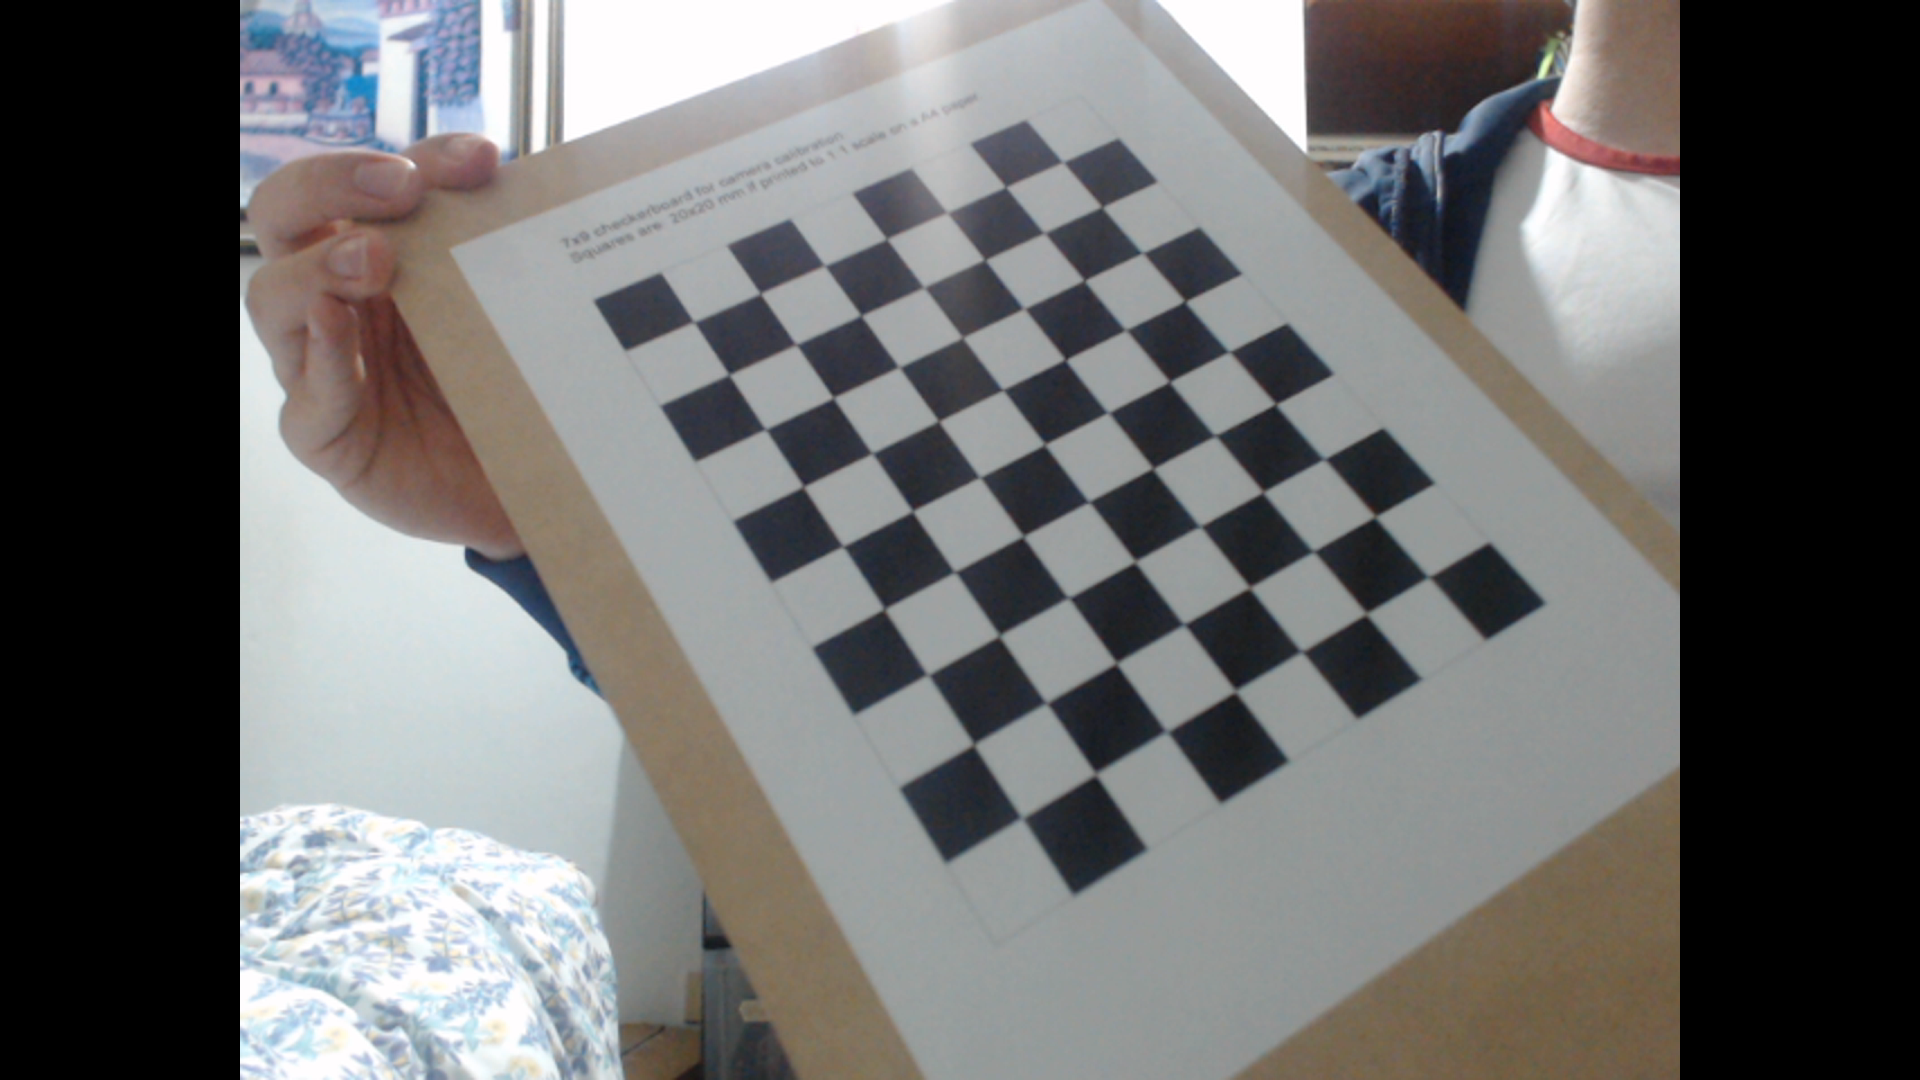 7x9 checkerboard for camera calibration
Squares are 20x20 mm if printed to 1:1 scale on a A4 paper